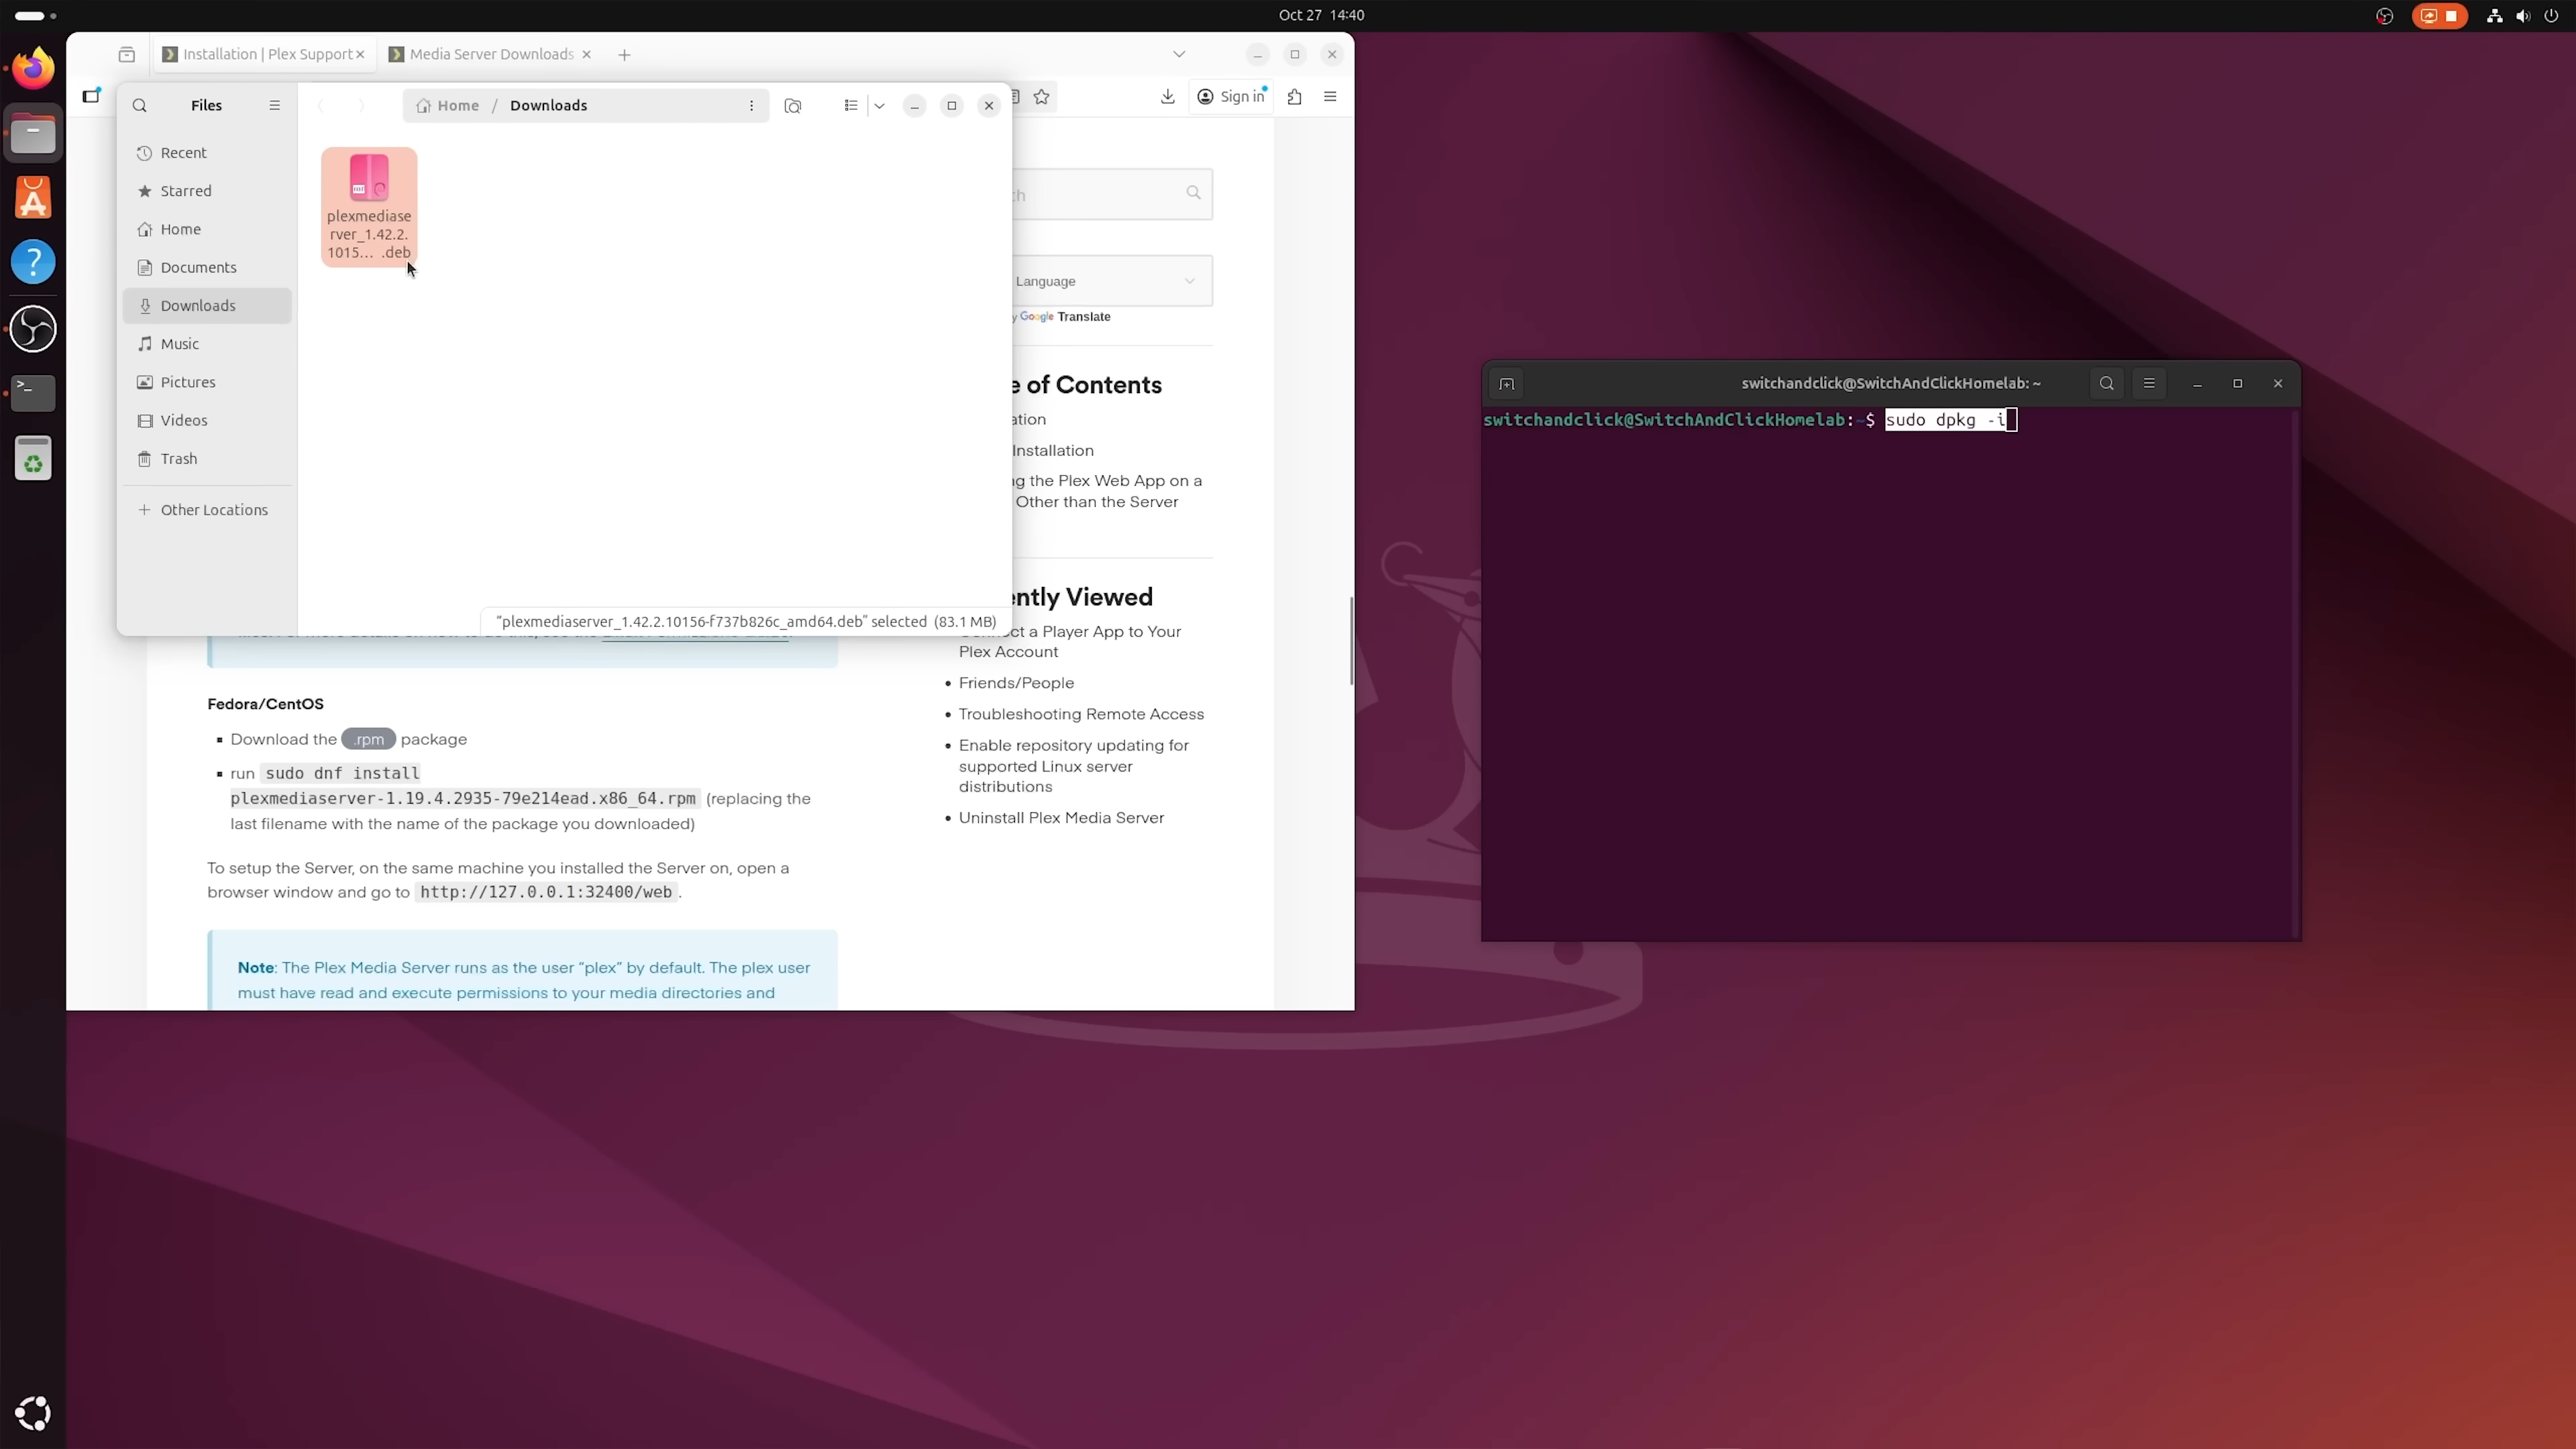 Oct 27 14:40
Installation | Plex Support
Media Server Downloads
Sign in
Files
Home / Downloads
Recent
Starred
Home
Documents
Downloads
Music
Pictures
Videos
Trash
Other Locations
plexmediase
rver_1.42.2.
1015... .deb
"plexmediaserver_1.42.2.10156-f737b826c_amd64.deb" selected (83.1 MB)
Language
Google Translate
e of Contents
ation
Installation
ng the Plex Web App on a
Other than the Server
ently Viewed
Connect a Player App to Your
Plex Account
Friends/People
Troubleshooting Remote Access
Enable repository updating for
supported Linux server
distributions
Uninstall Plex Media Server
Fedora/CentOS
Download the .rpm package
run sudo dnf install
plexmediaserver-1.19.4.2935-79e214ead.x86_64.rpm (replacing the
last filename with the name of the package you downloaded)
To setup the Server, on the same machine you installed the Server on, open a
browser window and go to http://127.0.0.1:32400/web.
Note: The Plex Media Server runs as the user "plex" by default. The plex user
must have read and execute permissions to your media directories and
switchandclick@SwitchAndClickHomelab: ~
switchandclick@SwitchAndClickHomelab:~$ sudo dpkg -i